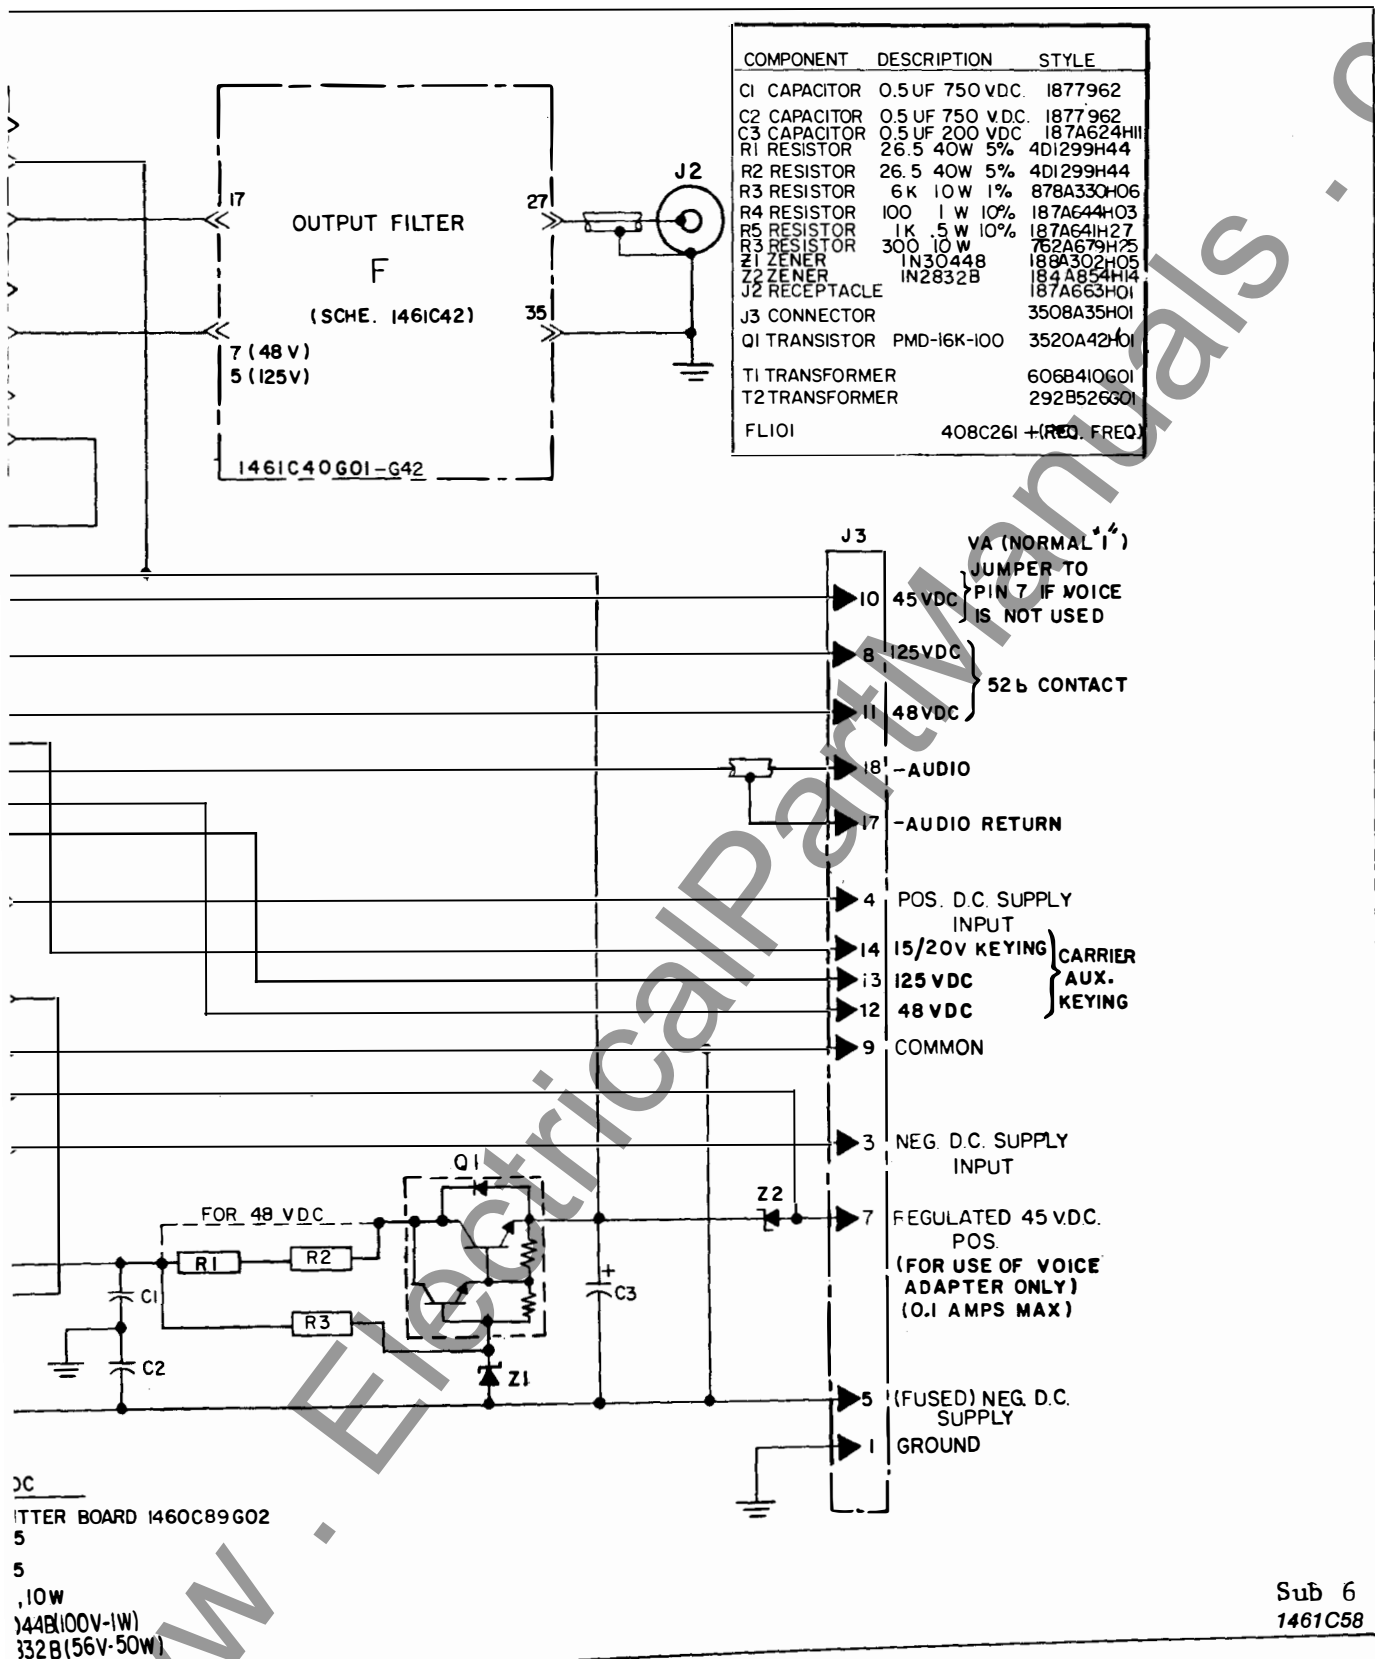 COMPONENT DESCRIPTION STYLE
C1 CAPACITOR 0.5 UF 750 VDC. 1877962
C2 CAPACITOR 0.5 UF 750 V.D.C. 1877962
C3 CAPACITOR 0.5 UF 200 VDC 187A624H11
R1 RESISTOR 26.5 40W 5% 4D1299H44
R2 RESISTOR 26.5 40W 5% 4D1299H44
R3 RESISTOR 6K 10W 1% 878A330H06
R4 RESISTOR 100 1 W 10% 187A644H03
R5 RESISTOR 1K .5 W 10% 187A641H27
R3 RESISTOR 300 10 W 762A679H25
Z1 ZENER 1N30448 188A302H05
Z2 ZENER 1N2832B 184A854H14
J2 RECEPTACLE 187A663H01
J3 CONNECTOR 3508A35H01
Q1 TRANSISTOR PMD-16K-100 3520A42H01
T1 TRANSFORMER 606B410G01
T2 TRANSFORMER 292B526G01
FL101 408C261 + (REQ. FREQ.)
J2
17
27
OUTPUT FILTER
F
(SCHE. 1461C42)
35
7 (48 V)
5 (125V)
1461C40G01-G42
J3
VA (NORMAL "1")
JUMPER TO
10 45 VDC PIN 7 IF VOICE
IS NOT USED
8 125VDC
52b CONTACT
11 48VDC
18 -AUDIO
17 -AUDIO RETURN
4 POS. D.C. SUPPLY
INPUT
14 15/20V KEYING
CARRIER
13 125 VDC AUX.
12 48 VDC KEYING
9 COMMON
3 NEG. D.C. SUPPLY
INPUT
Q1
Z2
FOR 48 VDC
7 REGULATED 45 V.D.C.
POS.
(FOR USE OF VOICE
ADAPTER ONLY)
(0.1 AMPS MAX)
R1
R2
C1
+
C3
R3
C2
Z1
5 (FUSED) NEG. D.C.
SUPPLY
1 GROUND
DC
ITTER BOARD 1460C89G02
5
5
,10W
044B(100V-1W)
832B(56V-50W)
Sub 6
1461C58
w . ElectricalPartManuals . c